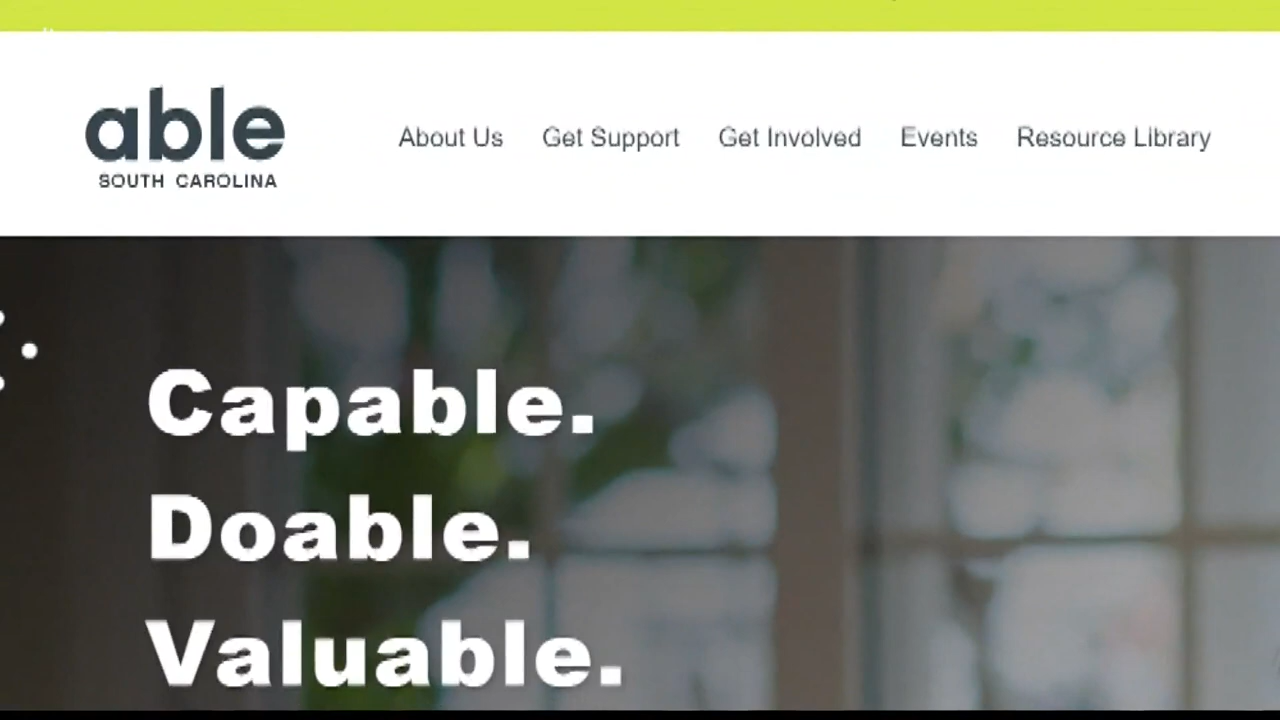 able
SOUTH CAROLINA
About Us Get Support Get Involved Events Resource Library
Capable.
Doable.
Valuable.